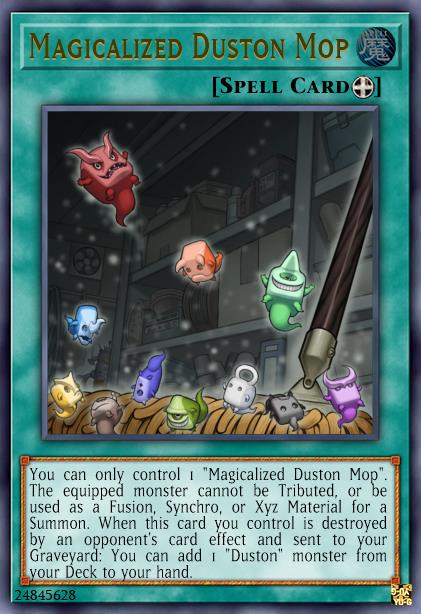 Magicalized Duston Mop
魔
[Spell Card]
You can only control 1 "Magicalized Duston Mop".
The equipped monster cannot be Tributed, or be
used as a Fusion, Synchro, or Xyz Material for a
Summon. When this card you control is destroyed
by an opponent's card effect and sent to your
Graveyard: You can add 1 "Duston" monster from
your Deck to your hand.
24845628